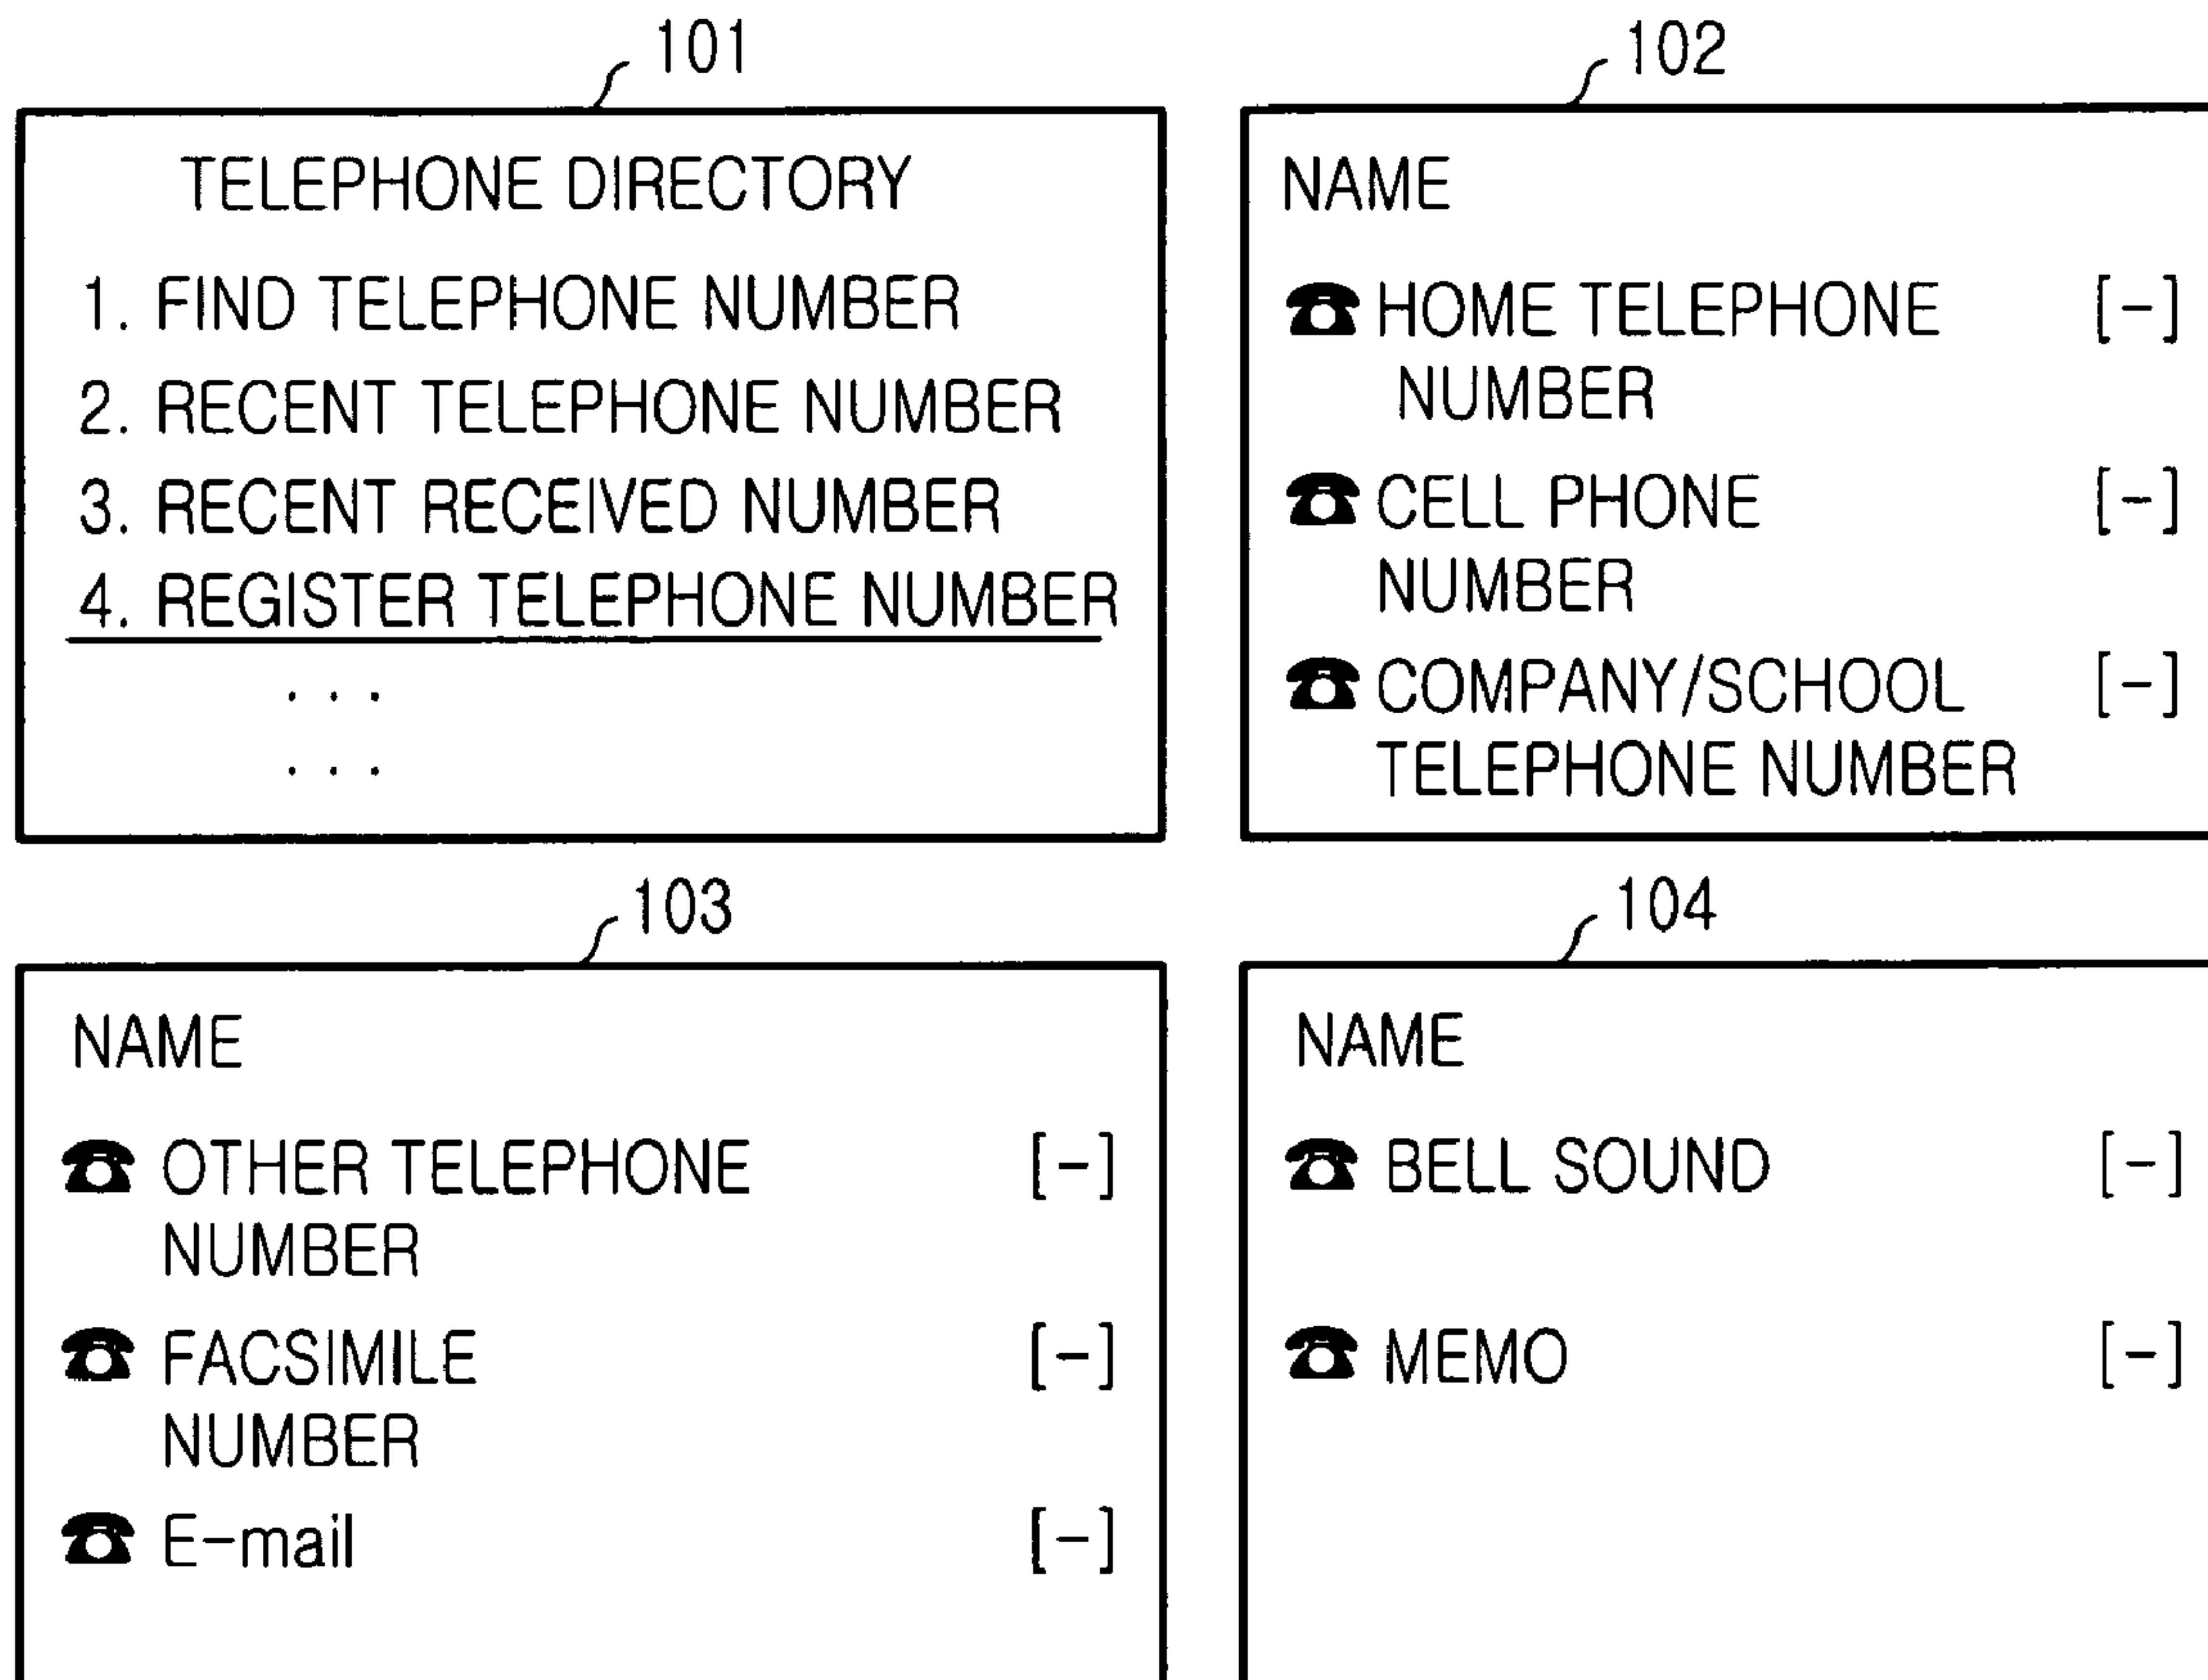 101
TELEPHONE DIRECTORY
1. FIND TELEPHONE NUMBER
2. RECENT TELEPHONE NUMBER
3. RECENT RECEIVED NUMBER
4. REGISTER TELEPHONE NUMBER
. . .
. . .
102
NAME
☎ HOME TELEPHONE [-]
NUMBER
☎ CELL PHONE [-]
NUMBER
☎ COMPANY/SCHOOL [-]
TELEPHONE NUMBER
103
NAME
☎ OTHER TELEPHONE [-]
NUMBER
☎ FACSIMILE [-]
NUMBER
☎ E-mail [-]
104
NAME
☎ BELL SOUND [-]
☎ MEMO [-]